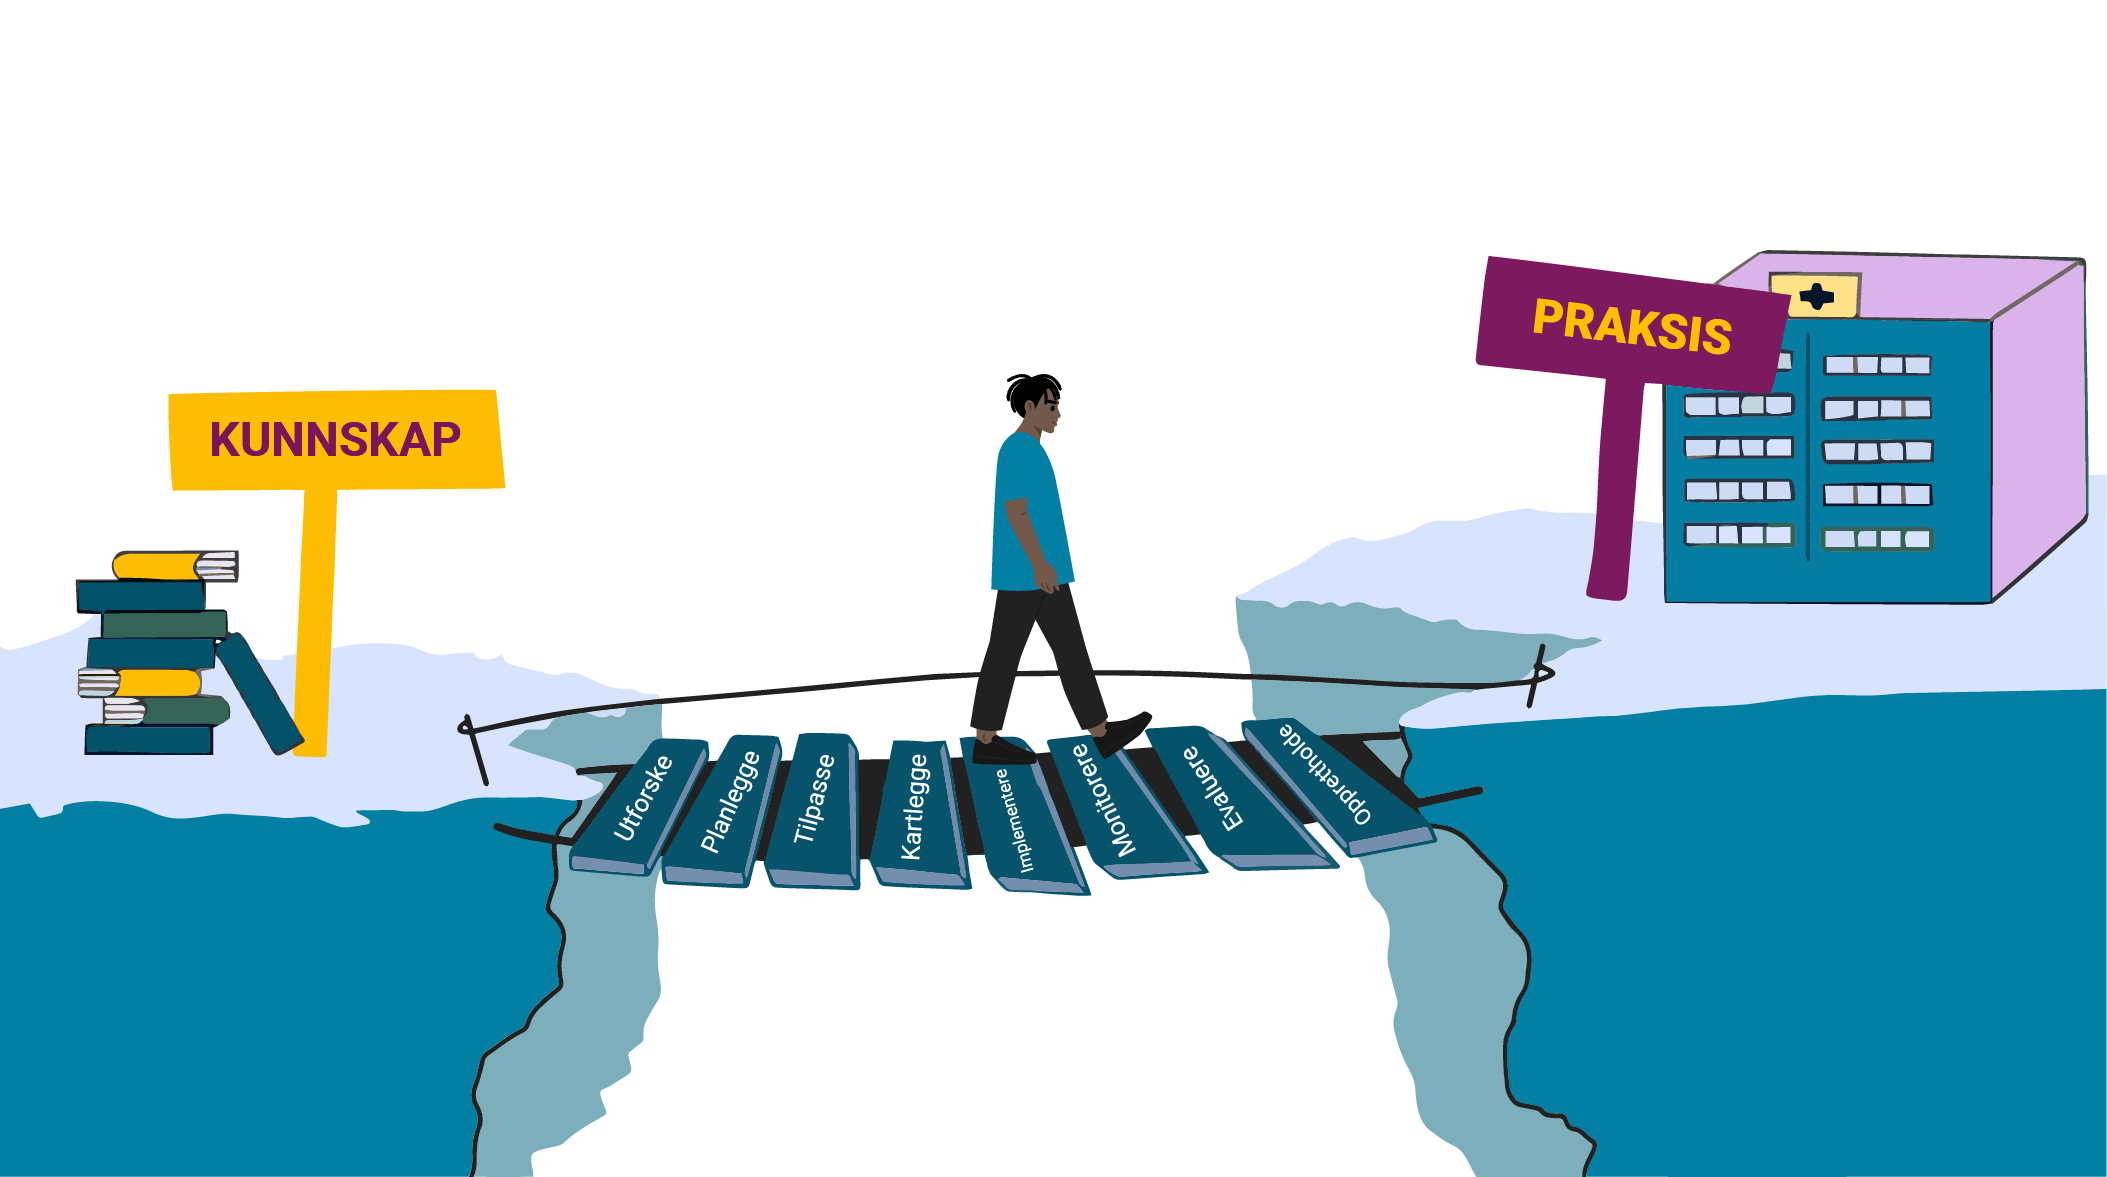 KUNNSKAP
PRAKSIS
Utforske
Planlegge
Tilpasse
Kartlegge
Implementere
Monitorere
Evaluere
Opprettholde